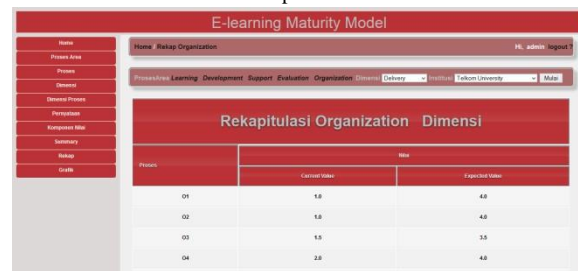 E-learning Maturity Model
Home
Proses Area
Proses
Dimensi
Dimensi Proses
Pernyataan
Komponen Nilai
Summary
Rekap
Grafik
Home / Rekap Organization
Hi, admin logout ?
ProsesArea Learning Development Support Evaluation Organization Dimensi Delivery Institusi Telkom University Mulai
Rekapitulasi Organization Dimensi
Proses Nilai
Current Value Expected Value
O1 1.0 4.0
O2 1.0 4.0
O3 1.5 3.5
O4 2.0 4.0